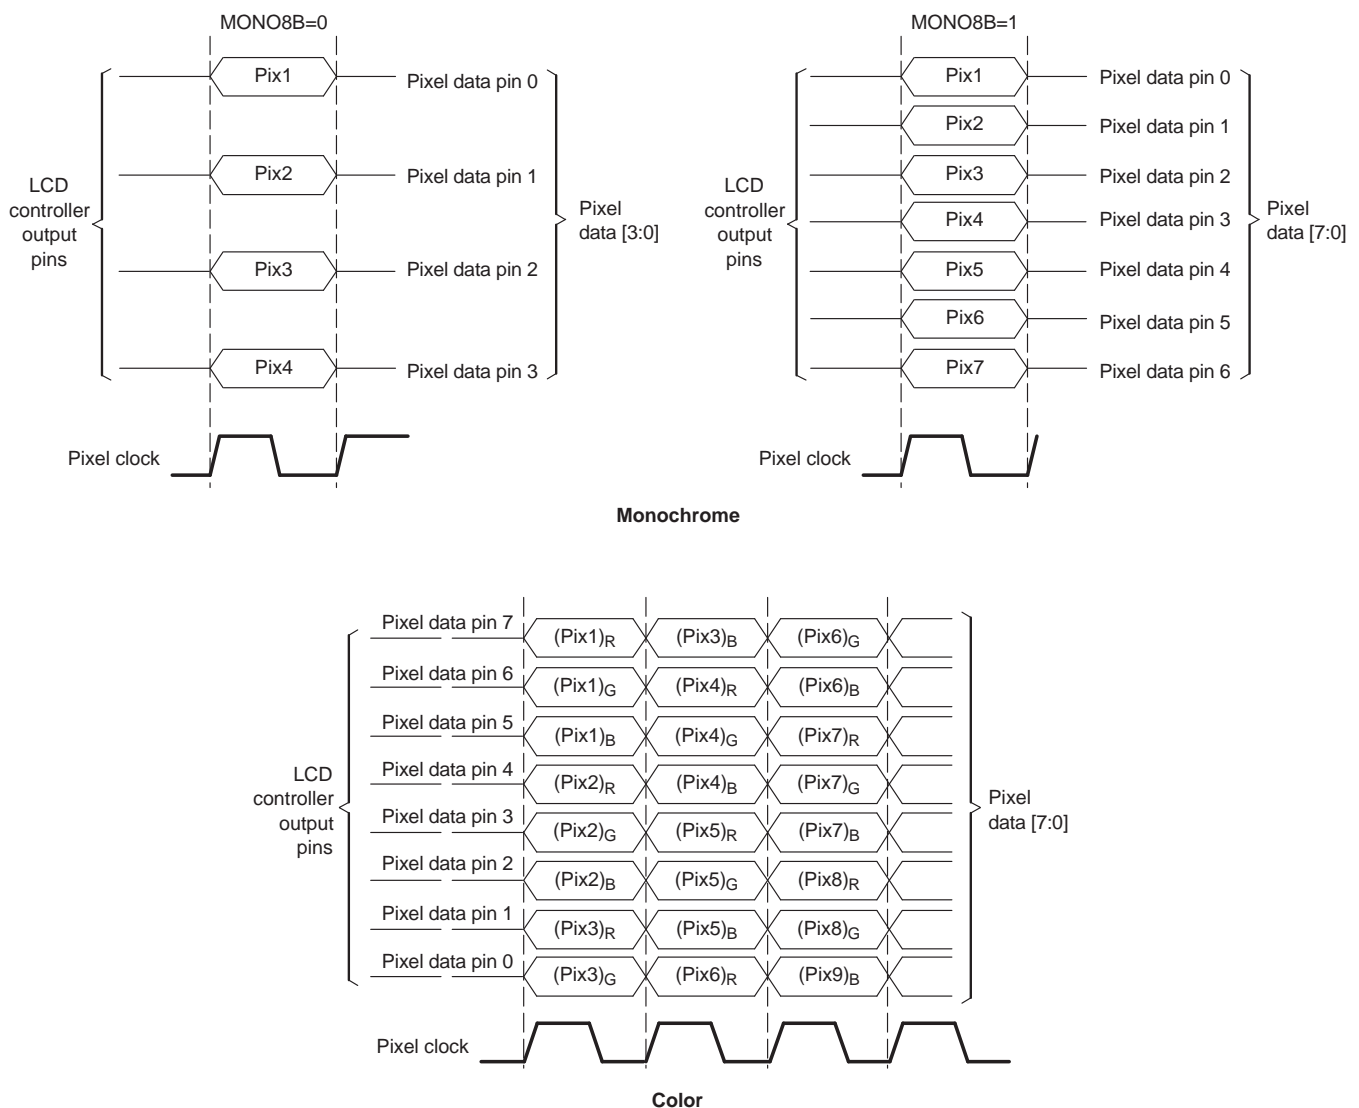 MONO8B=0
Pix1
Pixel data pin 0
Pix2
Pixel data pin 1
LCD
controller
output
pins
Pixel
data [3:0]
Pix3
Pixel data pin 2
Pix4
Pixel data pin 3
Pixel clock
MONO8B=1
Pix1
Pixel data pin 0
Pix2
Pixel data pin 1
Pix3
Pixel data pin 2
LCD
controller
output
pins
Pix4
Pixel data pin 3
Pixel
data [7:0]
Pix5
Pixel data pin 4
Pix6
Pixel data pin 5
Pix7
Pixel data pin 6
Pixel clock
Monochrome
Pixel data pin 7 (Pix1)R (Pix3)B (Pix6)G
Pixel data pin 6 (Pix1)G (Pix4)R (Pix6)B
Pixel data pin 5 (Pix1)B (Pix4)G (Pix7)R
LCD
controller
output
pins
Pixel data pin 4 (Pix2)R (Pix4)B (Pix7)G
Pixel data pin 3 (Pix2)G (Pix5)R (Pix7)B
Pixel
data [7:0]
Pixel data pin 2 (Pix2)B (Pix5)G (Pix8)R
Pixel data pin 1 (Pix3)R (Pix5)B (Pix8)G
Pixel data pin 0 (Pix3)G (Pix6)R (Pix9)B
Pixel clock
Color